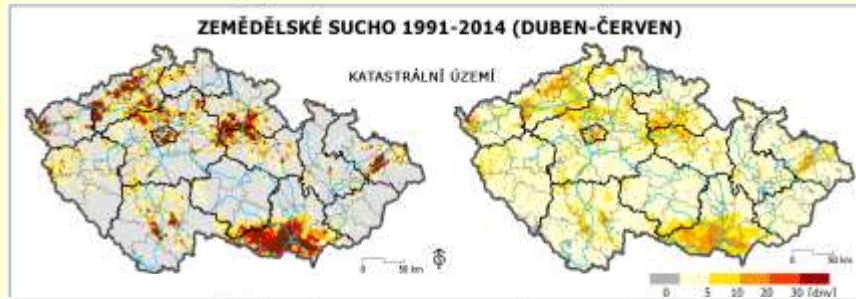 ZEMĚDĚLSKÉ SUCHO 1991-2014 (DUBEN-ČERVEN)
KATASTRÁLNÍ ÚZEMÍ
0 50 km
0 50 km
0 5 10 20 30 [dny]